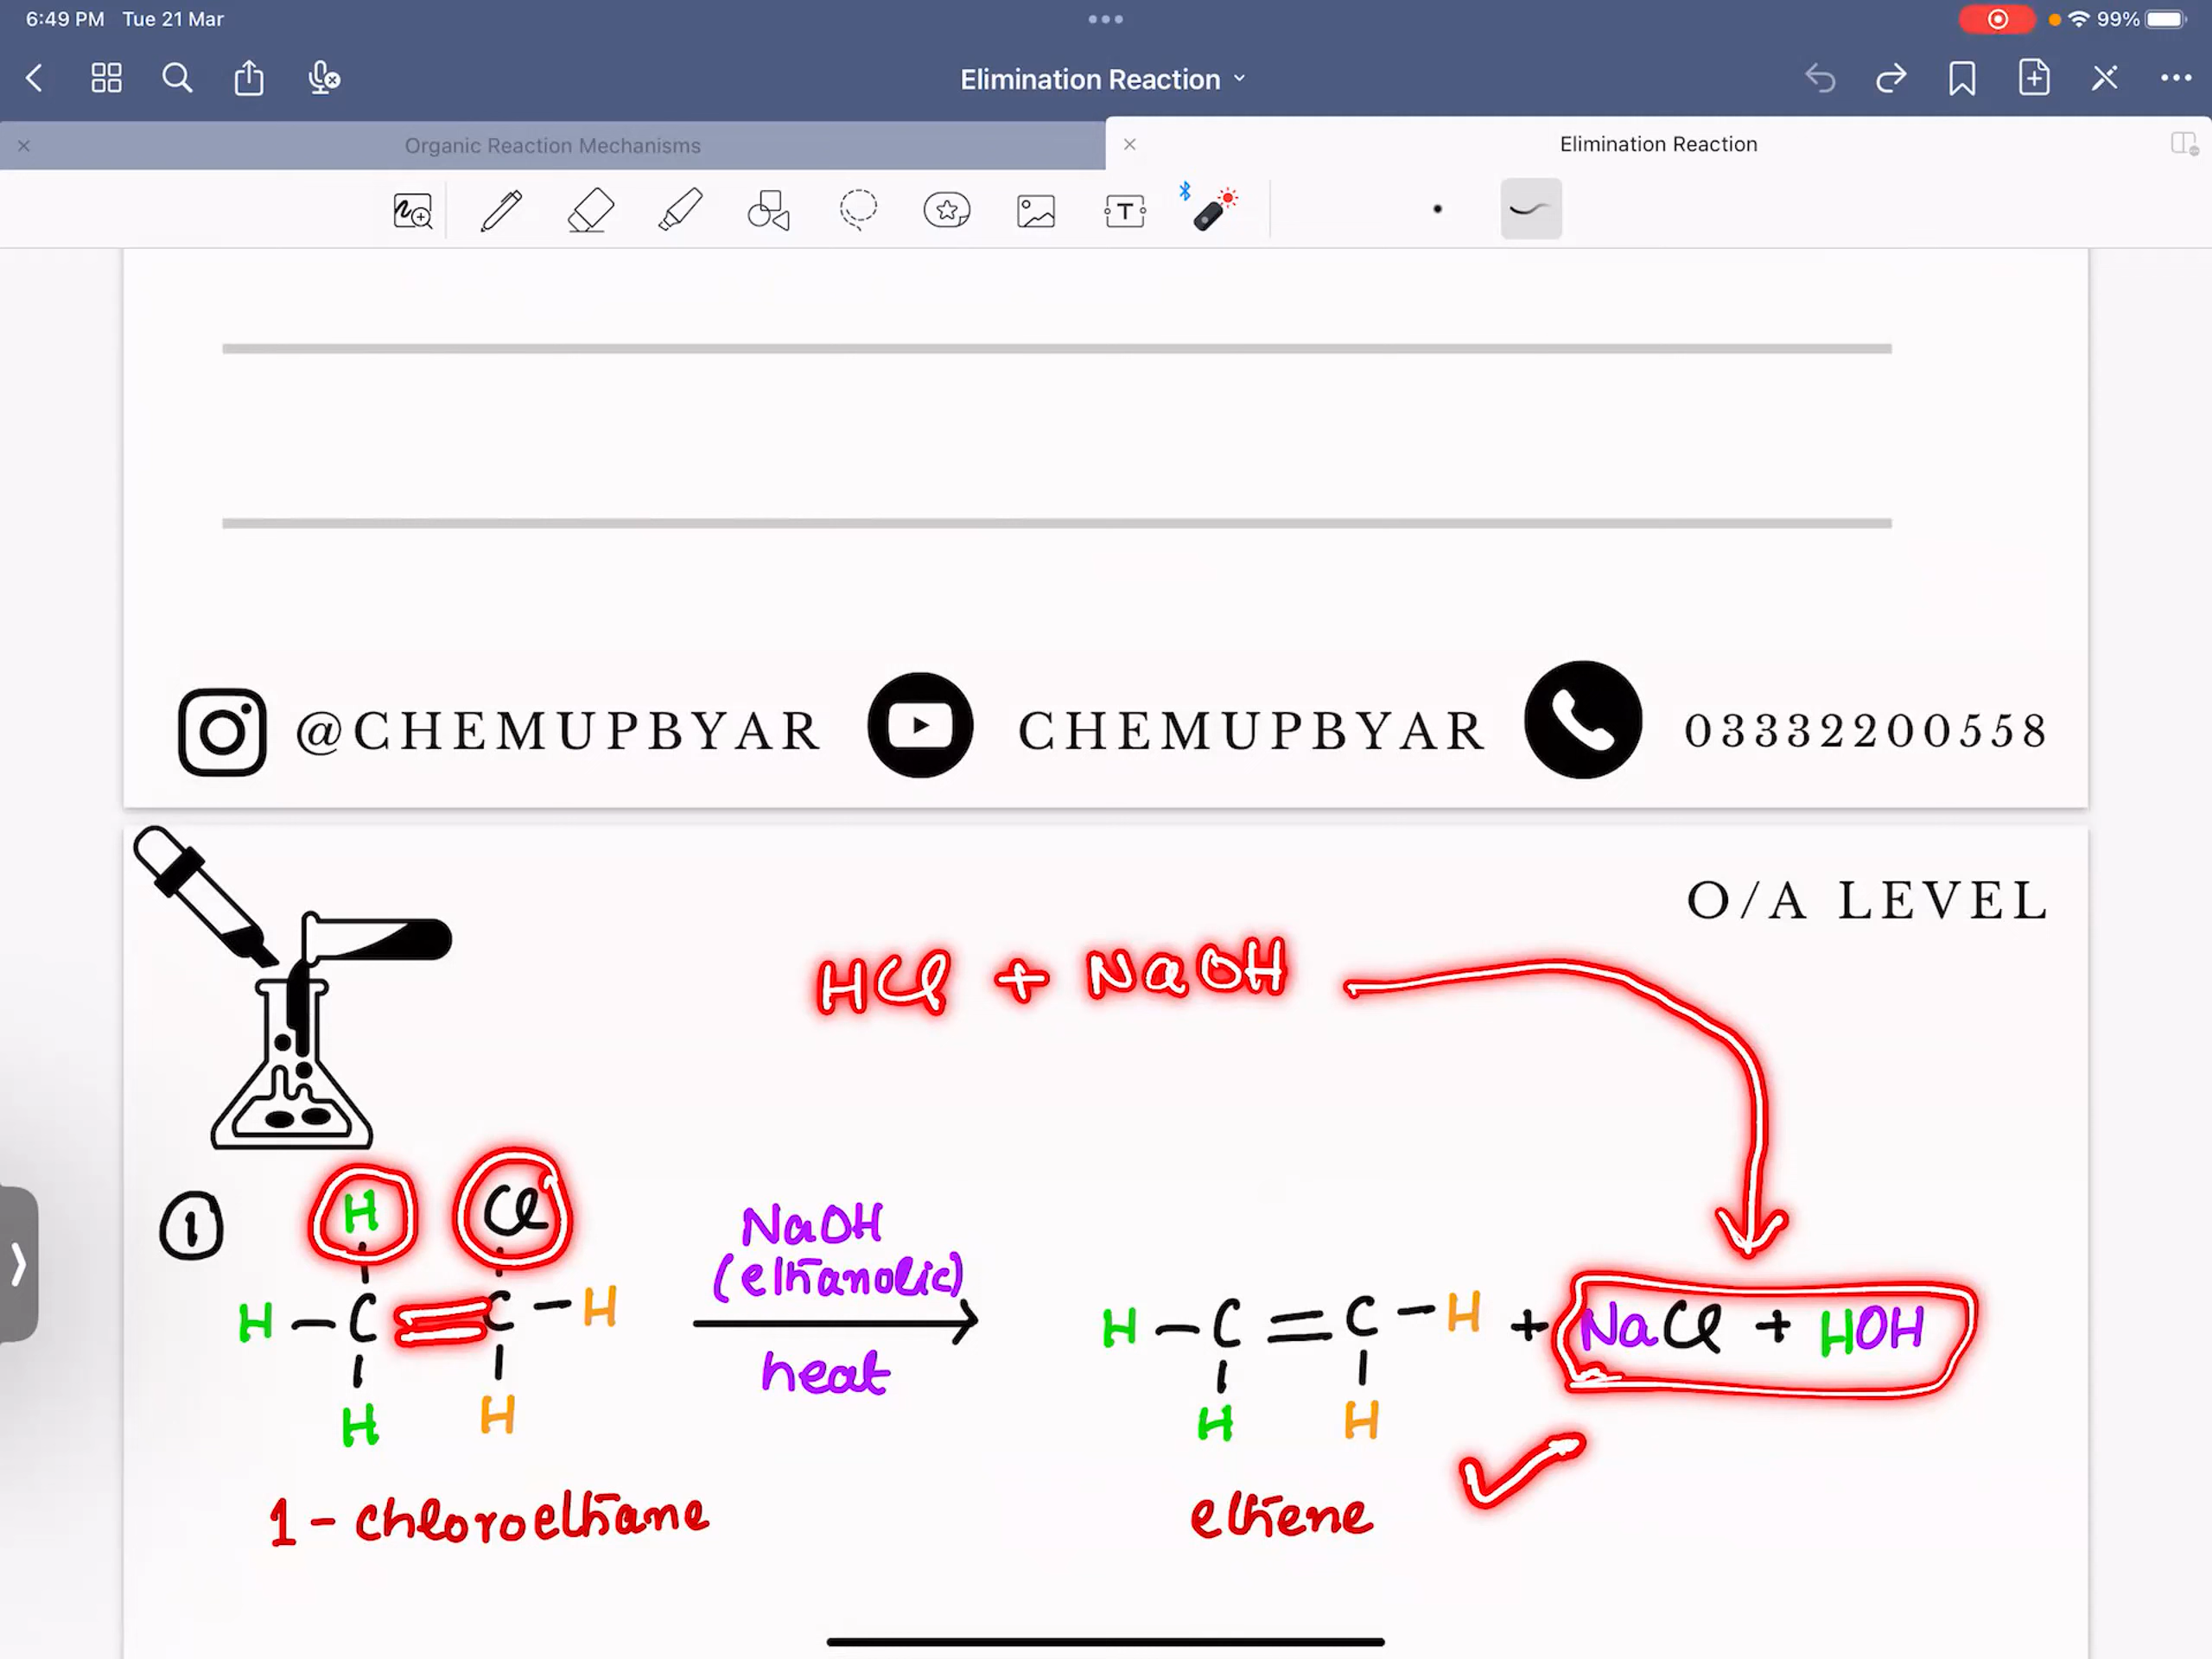 6:49 PM Tue 21 Mar
99%
Elimination Reaction
Organic Reaction Mechanisms
Elimination Reaction
T
@CHEMUPBYAR CHEMUPBYAR 03332200558
O/A LEVEL
HCl + NaOH
1
H Cl
H - C = C - H
H H
NaOH
(ethanolic)
heat
H - C = C - H + NaCl + HOH
H H
1 - chloroethane
ethene